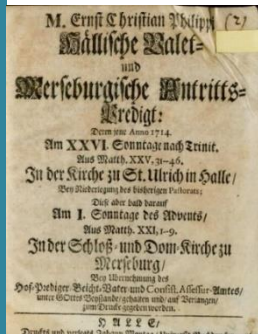 M. Ernst Christian Philippi
(2)
Hällische Valet-
und
Merseburgische Antritts-
Predigt:
Deren jene Anno 1714.
Am XXVI. Sonntage nach Trinit.
Aus Matth. XXV. 31-46.
In der Kirche zu St. Ulrich in Halle/
Bey Niederlegung des bisherigen Pastorats;
Diese aber bald darauf
Am I. Sonntage des Advents/
Aus Matth. XXI, 1-9.
In der Schloß- und Dom-Kirche zu
Merseburg/
Bey Ubernehmung des
Hof-Prediger-Beicht-Vater- und Consist. Assessur-Amtes/
unter GOttes Beystande/gehalten und/auf Verlangen/
zum Druck gegeben worden.
HALLE/